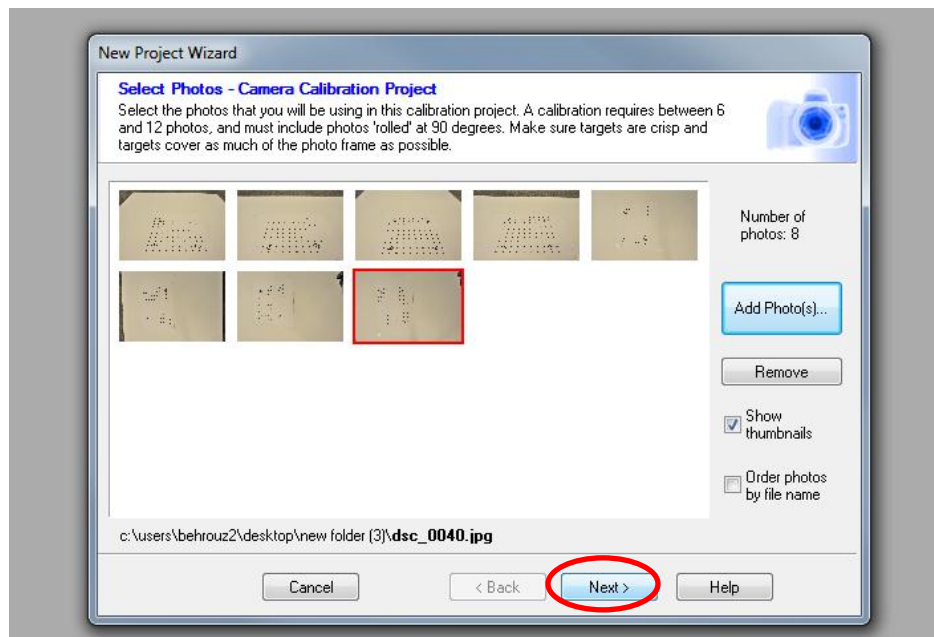 New Project Wizard
Select Photos - Camera Calibration Project
Select the photos that you will be using in this calibration project. A calibration requires between 6
and 12 photos, and must include photos 'rolled' at 90 degrees. Make sure targets are crisp and
targets cover as much of the photo frame as possible.
Number of
photos: 8
Add Photo(s)...
Remove
Show
thumbnails
Order photos
by file name
c:\users\behrouz2\desktop\new folder (3)\dsc_0040.jpg
Cancel
< Back
Next >
Help